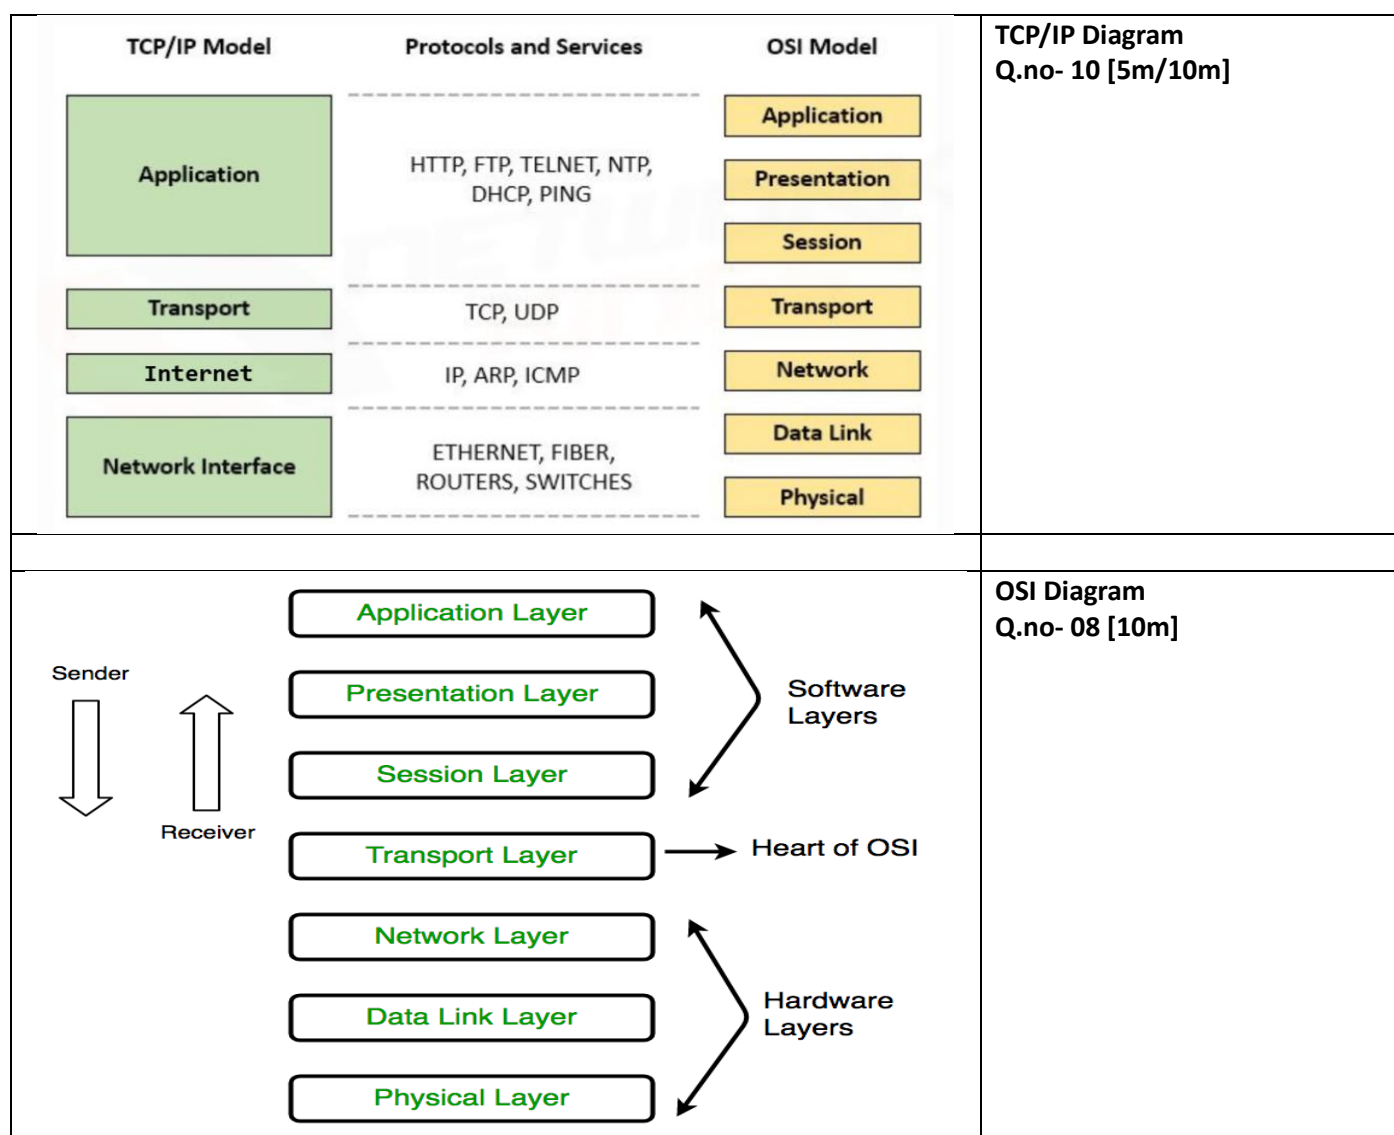 TCP/IP Model Protocols and Services OSI Model
Application
HTTP, FTP, TELNET, NTP,
DHCP, PING
Application
Presentation
Session
Transport TCP, UDP Transport
Internet IP, ARP, ICMP Network
Network Interface
ETHERNET, FIBER,
ROUTERS, SWITCHES
Data Link
Physical
TCP/IP Diagram
Q.no- 10 [5m/10m]
Sender
Receiver
Application Layer
Presentation Layer
Session Layer
Software
Layers
Transport Layer Heart of OSI
Network Layer
Data Link Layer
Physical Layer
Hardware
Layers
OSI Diagram
Q.no- 08 [10m]